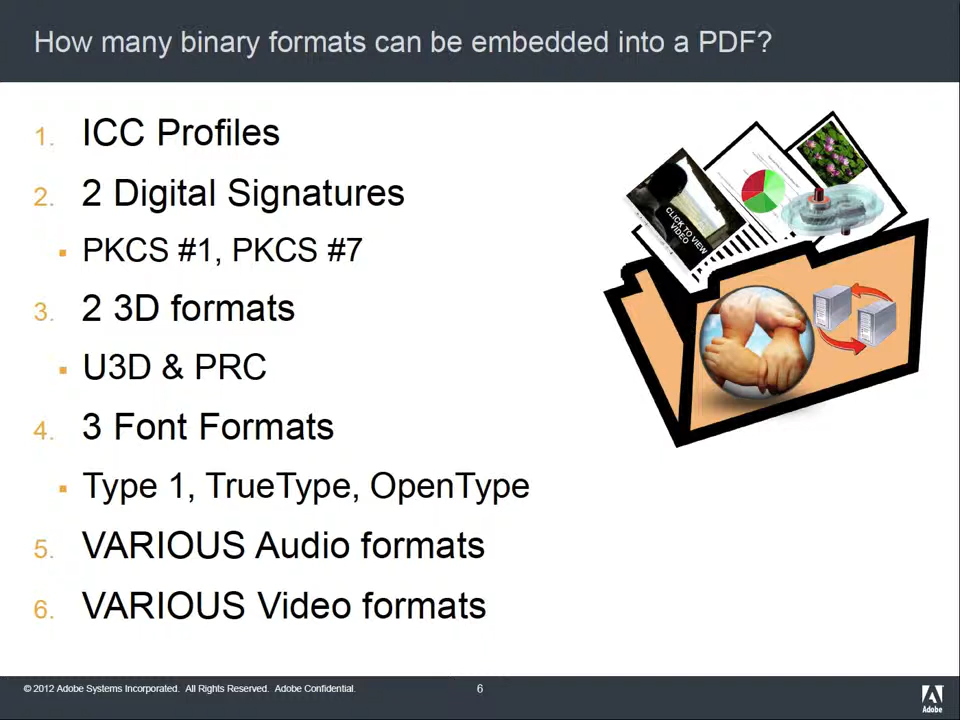 How many binary formats can be embedded into a PDF?
1. ICC Profiles
2. 2 Digital Signatures
▪ PKCS #1, PKCS #7
3. 2 3D formats
▪ U3D & PRC
4. 3 Font Formats
▪ Type 1, TrueType, OpenType
5. VARIOUS Audio formats
6. VARIOUS Video formats
CLICK TO VIEW
VIDEO
© 2012 Adobe Systems Incorporated. All Rights Reserved. Adobe Confidential.
6
Adobe